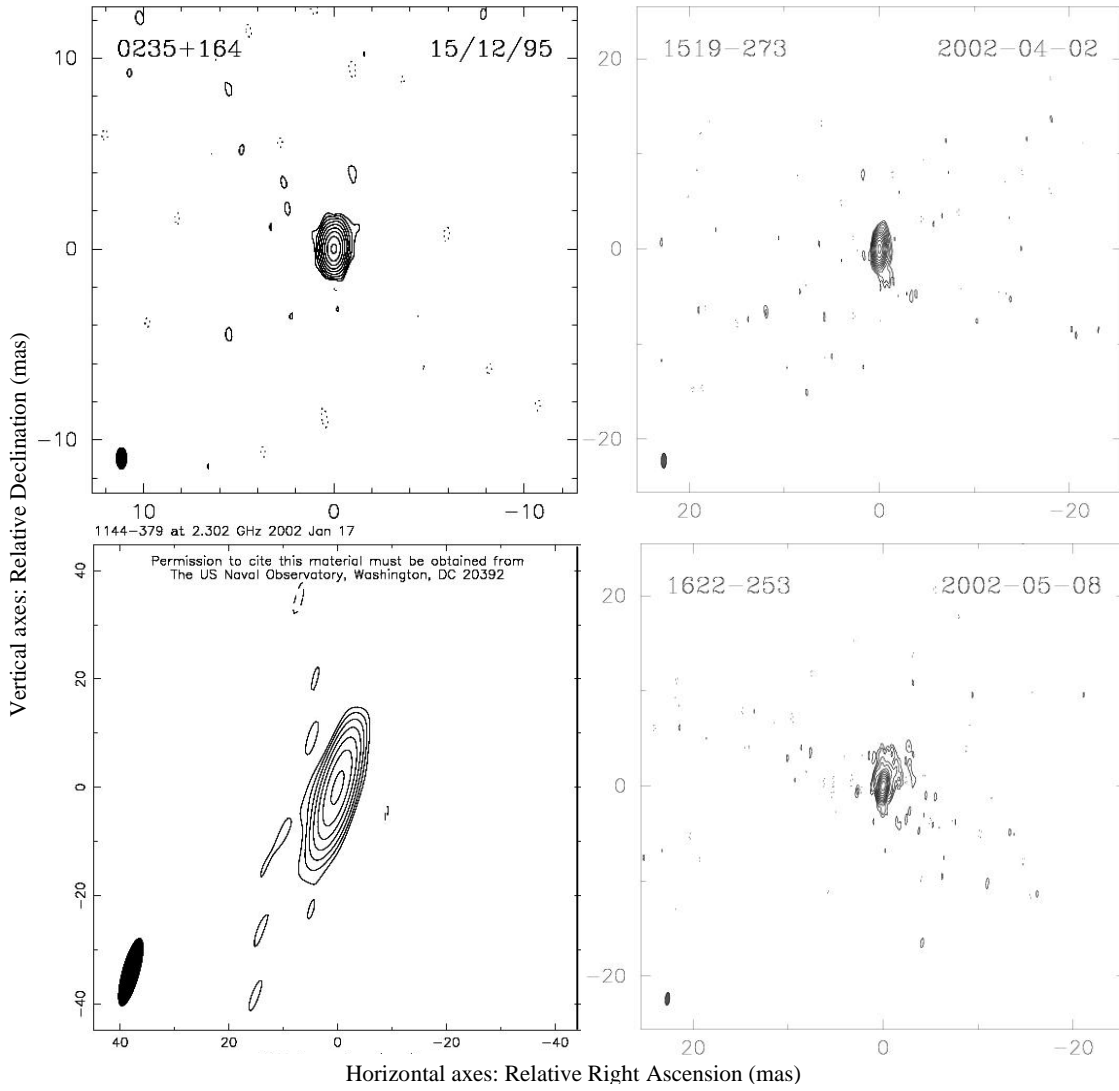 0235+164 15/12/95
10
0
−10
10 0 −10
1519−273 2002−04−02
20
0
−20
20 0 −20
1144−379 at 2.302 GHz 2002 Jan 17
Permission to cite this material must be obtained from
The US Naval Observatory, Washington, DC 20392
40
20
0
−20
−40
40 20 0 −20 −40
1622−253 2002−05−08
20
0
−20
20 0 −20
Vertical axes: Relative Declination (mas)
Horizontal axes: Relative Right Ascension (mas)